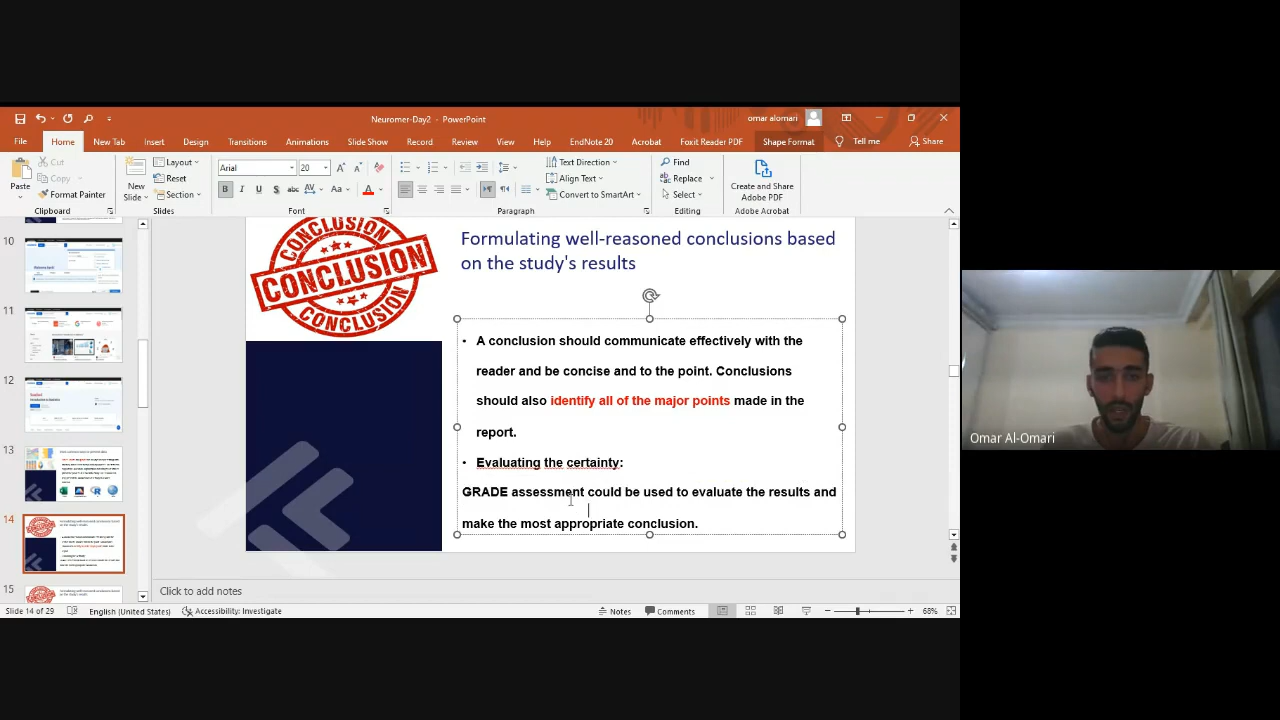 Neuromer-Day2 - PowerPoint
omar alomari
File Home New Tab Insert Design Transitions Animations Slide Show Record Review View Help EndNote 20 Acrobat Foxit Reader PDF Shape Format Tell me Share
Paste
Cut
Copy
Format Painter
Clipboard
New Slide
Layout
Reset
Section
Slides
Arial 20
B I U S abc AV Aa A
Font
Text Direction
Align Text
Convert to SmartArt
Paragraph
Find
Replace
Select
Editing
Create and Share
Adobe PDF
Adobe Acrobat
10
11
12
13
14
15
CONCLUSION
CONCLUSION
CONCLUSION
Formulating well-reasoned conclusions based
on the study's results
• A conclusion should communicate effectively with the
reader and be concise and to the point. Conclusions
should also identify all of the major points made in the
report.
• Evaluating the certainty:
GRADE assessment could be used to evaluate the results and
make the most appropriate conclusion.
Click to add notes
Slide 14 of 29 English (United States) Accessibility: Investigate Notes Comments 68%
Omar Al-Omari